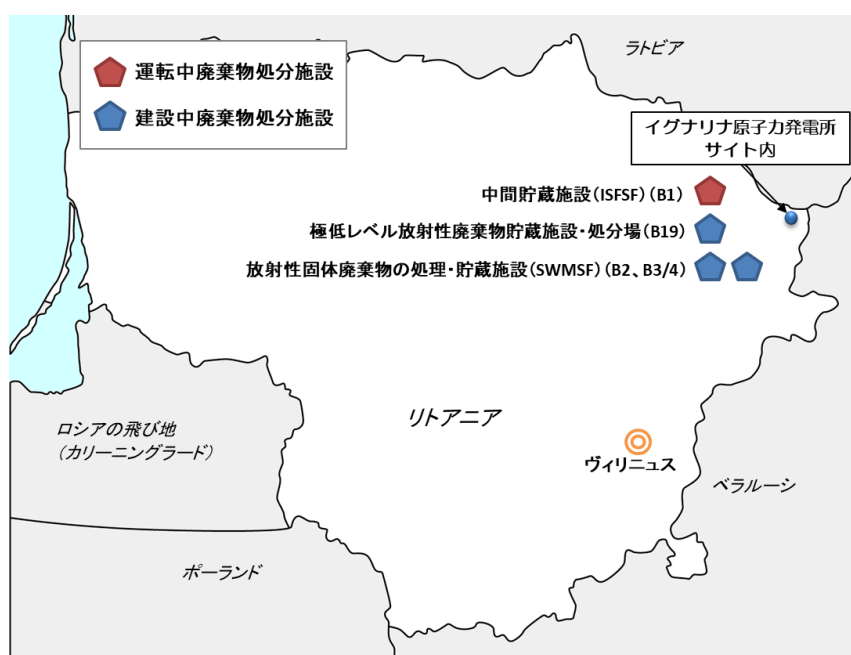 ラトビア
運転中廃棄物処分施設
建設中廃棄物処分施設
イグナリナ原子力発電所
サイト内
中間貯蔵施設(ISFSF)(B1)
極低レベル放射性廃棄物貯蔵施設・処分場(B19)
放射性固体廃棄物の処理・貯蔵施設(SWMSF)(B2、B3/4)
リトアニア
ロシアの飛び地
(カリーニングラード)
ヴィリニュス
ベラルーシ
ポーランド